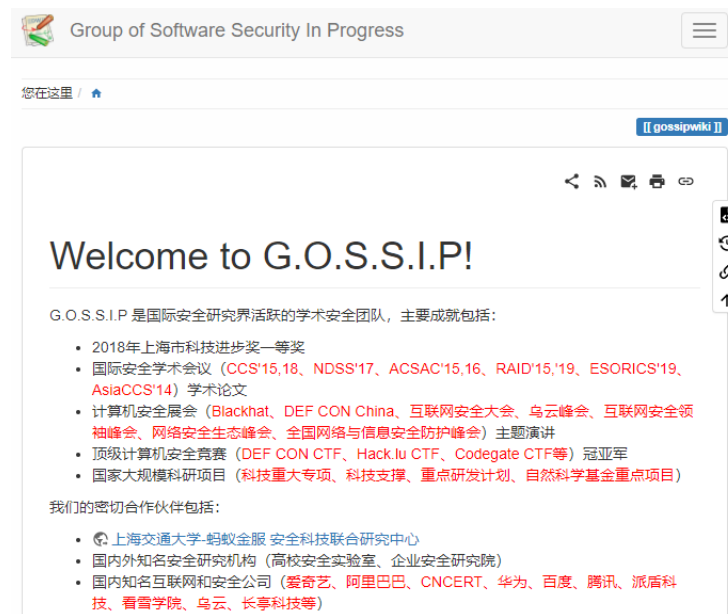 Group of Software Security In Progress
您在这里 /
[[ gossipwiki ]]
Welcome to G.O.S.S.I.P!
G.O.S.S.I.P 是国际安全研究界活跃的学术安全团队，主要成就包括：
2018年上海市科技进步奖一等奖
国际安全学术会议（CCS'15,18、NDSS'17、ACSAC'15,16、RAID'15,'19、ESORICS'19、
AsiaCCS'14）学术论文
计算机安全展会（Blackhat、DEF CON China、互联网安全大会、乌云峰会、互联网安全领
袖峰会、网络安全生态峰会、全国网络与信息安全防护峰会）主题演讲
顶级计算机安全竞赛（DEF CON CTF、Hack.lu CTF、Codegate CTF等）冠亚军
国家大规模科研项目（科技重大专项、科技支撑、重点研发计划、自然科学基金重点项目）
我们的密切合作伙伴包括：
上海交通大学-蚂蚁金服 安全科技联合研究中心
国内外知名安全研究机构（高校安全实验室、企业安全研究院）
国内知名互联网和安全公司（爱奇艺、阿里巴巴、CNCERT、华为、百度、腾讯、派盾科
技、看雪学院、乌云、长亭科技等）